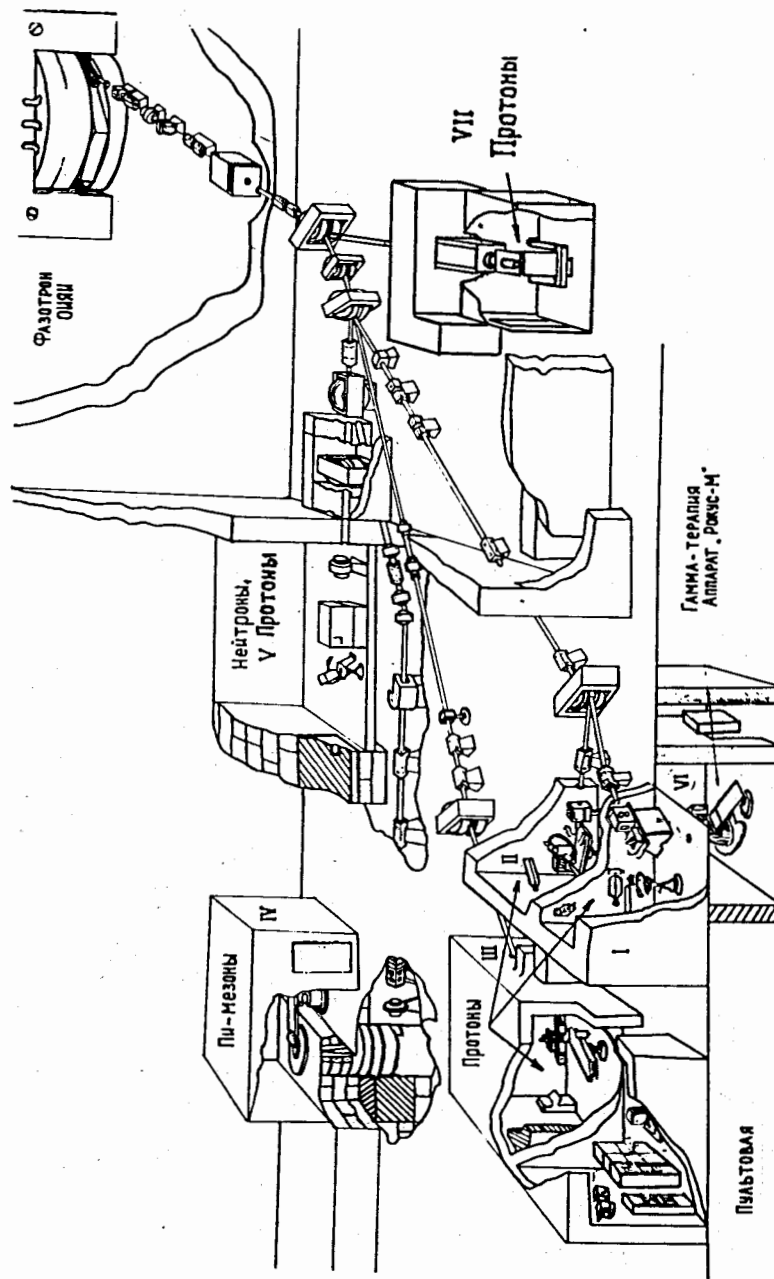 Фазотрон
ОИЯИ
VII
Протоны
Нейтроны,
V Протоны
Гамма-терапия
Аппарат „Рокус-М"
VI
Пи-мезоны
IV
II
III
I
Протоны
Пультовая